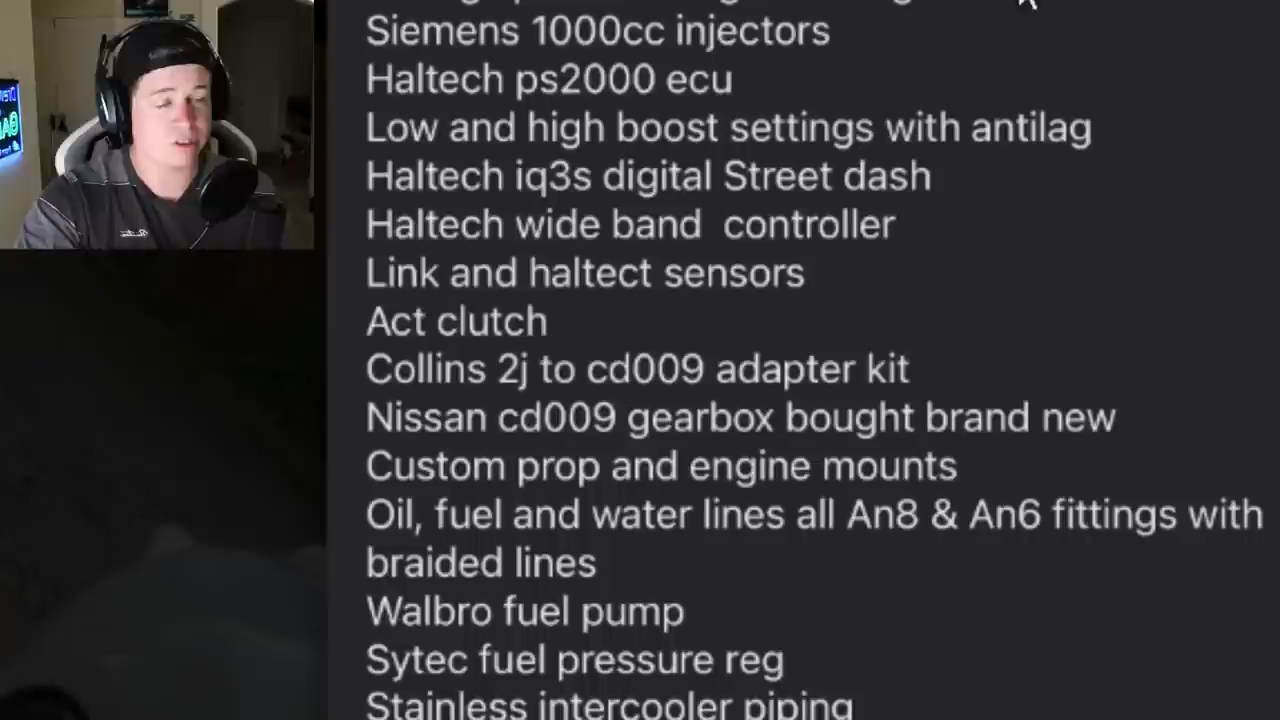 Siemens 1000cc injectors
Haltech ps2000 ecu
Low and high boost settings with antilag
Haltech iq3s digital Street dash
Haltech wide band controller
Link and haltect sensors
Act clutch
Collins 2j to cd009 adapter kit
Nissan cd009 gearbox bought brand new
Custom prop and engine mounts
Oil, fuel and water lines all An8 & An6 fittings with
braided lines
Walbro fuel pump
Sytec fuel pressure reg
Stainless intercooler piping